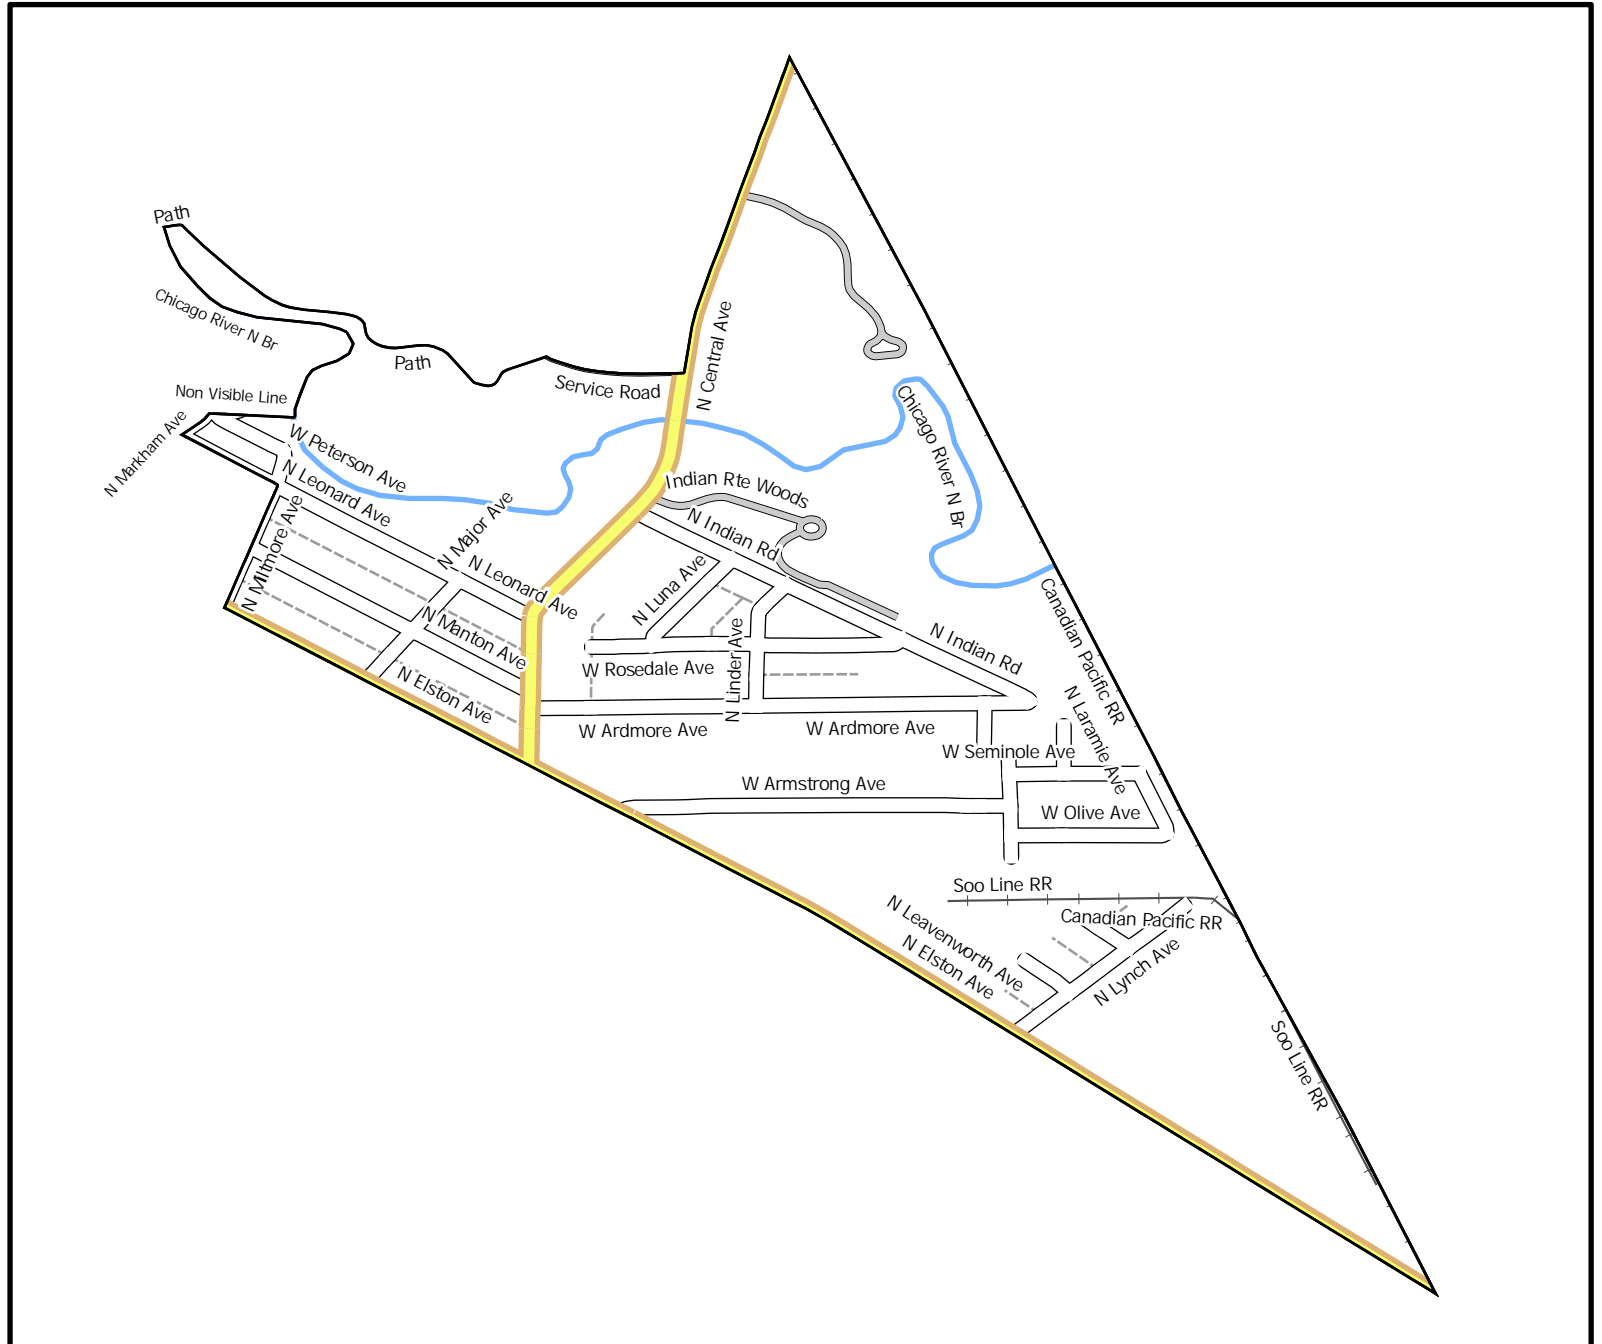 Path
Chicago River N Br
Path
Service Road
N Central Ave
Non Visible Line
N Markham Ave
W Peterson Ave
N Leonard Ave
Chicago River N Br
Indian Rte Woods
N Indian Rd
N Major Ave
N Miltmore Ave
N Leonard Ave
N Luna Ave
N Manton Ave
N Elston Ave
W Rosedale Ave
N Linder Ave
N Indian Rd
Canadian Pacific RR
N Laramie Ave
W Ardmore Ave
W Ardmore Ave
W Seminole Ave
W Armstrong Ave
W Olive Ave
Soo Line RR
Canadian Pacific RR
N Leavenworth Ave
N Elston Ave
N Lynch Ave
Soo Line RR